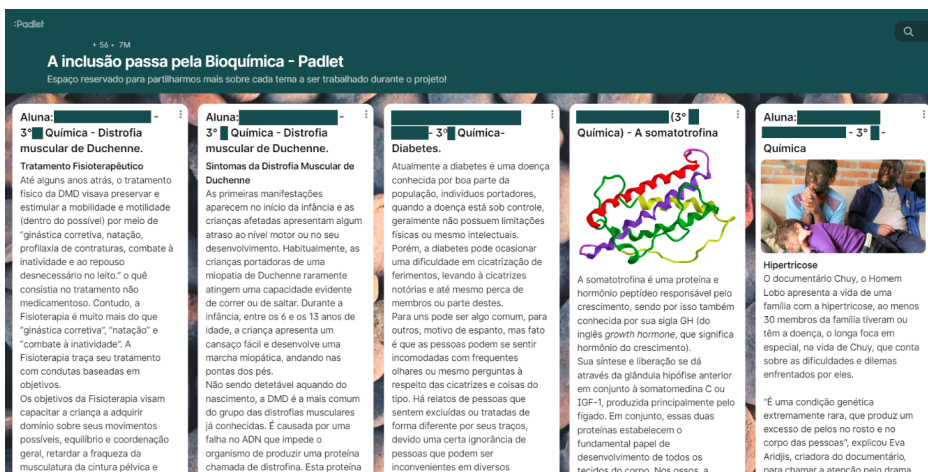 :Padlet
+ 56 • 7M
A inclusão passa pela Bioquímica - Padlet
Espaço reservado para partilharmos mais sobre cada tema a ser trabalhado durante o projeto!
Aluna: -
3° Química - Distrofia
muscular de Duchenne.
Tratamento Fisioterapêutico
Até alguns anos atrás, o tratamento
físico da DMD visava preservar e
estimular a mobilidade e motilidade
(dentro do possível) por meio de
"ginástica corretiva, natação,
profilaxia de contraturas, combate à
inatividade e ao repouso
desnecessário no leito." o quê
consistia no tratamento não
medicamentoso. Contudo, a
Fisioterapia é muito mais do que
"ginástica corretiva", "natação" e
"combate à inatividade". A
Fisioterapia traça seu tratamento
com condutas baseadas em
objetivos.
Os objetivos da Fisioterapia visam
capacitar a criança a adquirir
domínio sobre seus movimentos
possíveis, equilíbrio e coordenação
geral, retardar a fraqueza da
musculatura da cintura pélvica e
Aluna: -
3° Química - Distrofia
muscular de Duchenne.
Sintomas da Distrofia Muscular de
Duchenne
As primeiras manifestações
aparecem no início da infância e as
crianças afetadas apresentam algum
atraso ao nível motor ou no seu
desenvolvimento. Habitualmente, as
crianças portadoras de uma
miopatia de Duchenne raramente
atingem uma capacidade evidente
de correr ou de saltar. Durante a
infância, entre os 6 e os 13 anos de
idade, a criança apresenta um
cansaço fácil e desenvolve uma
marcha miopática, andando nas
pontas dos pés.
Não sendo detetável aquando do
nascimento, a DMD é a mais comum
do grupo das distrofias musculares
já conhecidas. É causada por uma
falha no ADN que impede o
organismo de produzir uma proteína
chamada de distrofina. Esta proteína
- 3° Química-
Diabetes.
Atualmente a diabetes é uma doença
conhecida por boa parte da
população, indivíduos portadores,
quando a doença está sob controle,
geralmente não possuem limitações
físicas ou mesmo intelectuais.
Porém, a diabetes pode ocasionar
uma dificuldade em cicatrização de
ferimentos, levando à cicatrizes
notórias e até mesmo perca de
membros ou parte destes.
Para uns pode ser algo comum, para
outros, motivo de espanto, mas fato
é que as pessoas podem se sentir
incomodadas com frequentes
olhares ou mesmo perguntas à
respeito das cicatrizes e coisas do
tipo. Há relatos de pessoas que
sentem excluídas ou tratadas de
forma diferente por seus traços,
devido uma certa ignorância de
pessoas que podem ser
inconvenientes em diversos
(3°
Química) - A somatotrofina
A somatotrofina é uma proteína e
hormônio peptídeo responsável pelo
crescimento, sendo por isso também
conhecida por sua sigla GH (do
inglês growth hormone, que significa
hormônio do crescimento).
Sua síntese e liberação se dá
através da glândula hipófise anterior
em conjunto à somatomedina C ou
IGF-1, produzida principalmente pelo
fígado. Em conjunto, essas duas
proteínas estabelecem o
fundamental papel de
desenvolvimento de todos os
tecidos do corpo. Nos ossos, a
Aluna:
- 3° -
Química
Hipertricose
O documentário Chuy, o Homem
Lobo apresenta a vida de uma
família com a hipertricose, ao menos
30 membros da família tiveram ou
têm a doença, o longa foca em
especial, na vida de Chuy, que conta
sobre as dificuldades e dilemas
enfrentados por eles.
"É uma condição genética
extremamente rara, que produz um
excesso de pelos no rosto e no
corpo das pessoas", explicou Eva
Aridjis, criadora do documentário,
para chamar a atenção pelo drama